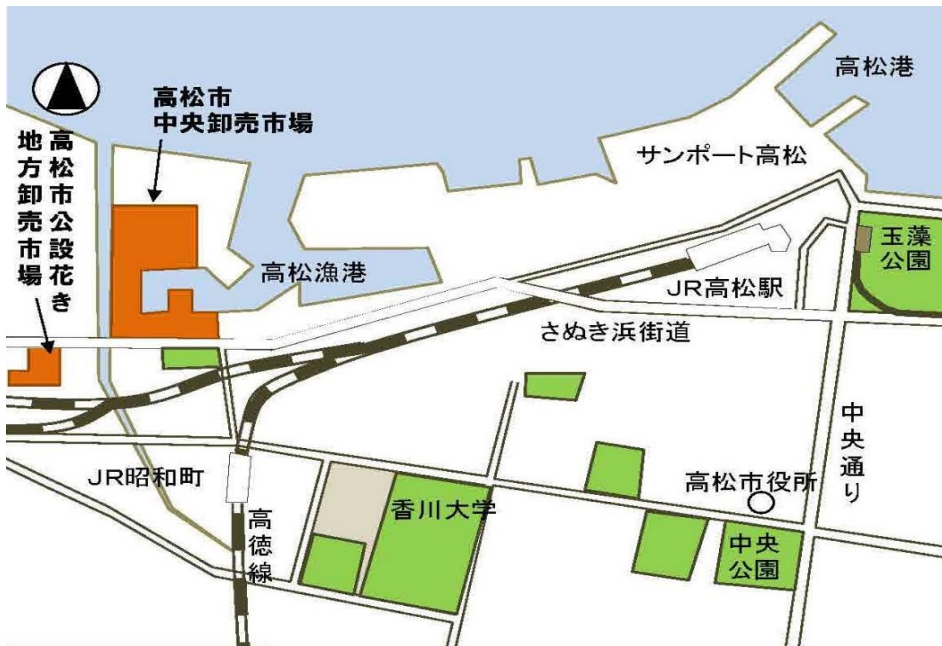 高松港
高松市
中央卸売市場
高松市公設花き
地方卸売市場
サンポート高松
玉藻
公園
高松漁港
JR高松駅
さぬき浜街道
中央通り
JR昭和町
高徳線
香川大学
高松市役所
中央
公園